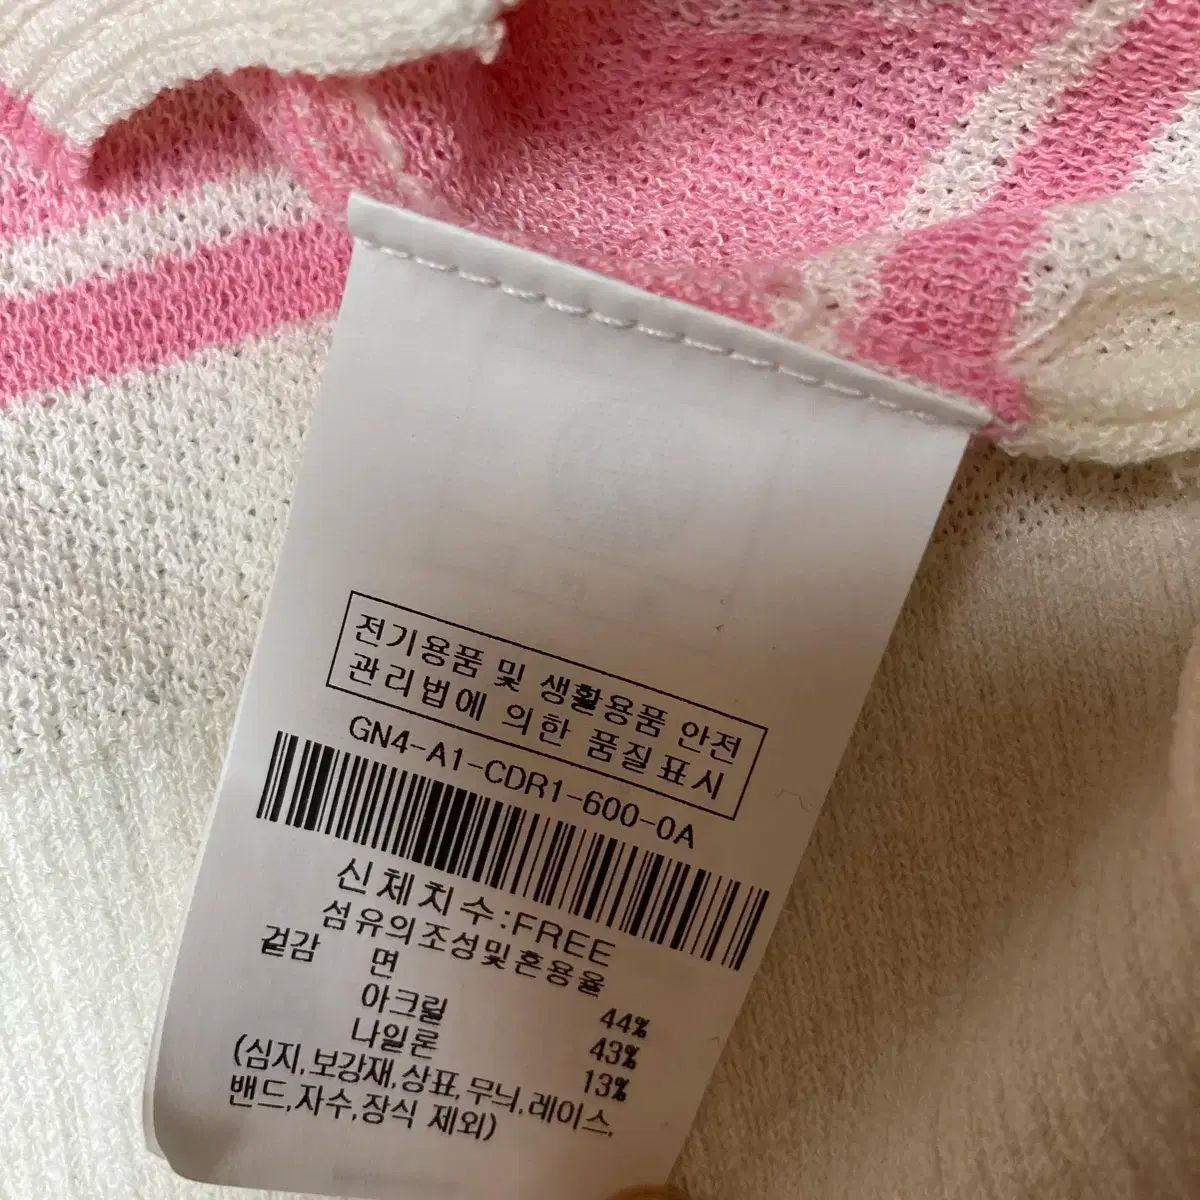 전기용품 및 생활용품 안전
관리법에 의한 품질표시
GN4-A1-CDR1-600-0A
신체치수:FREE
섬유의조성및혼용율
겉감 면 44%
아크릴 43%
나일론 13%
(심지,보강재,상표,무늬,레이스,
밴드,자수,장식 제외)